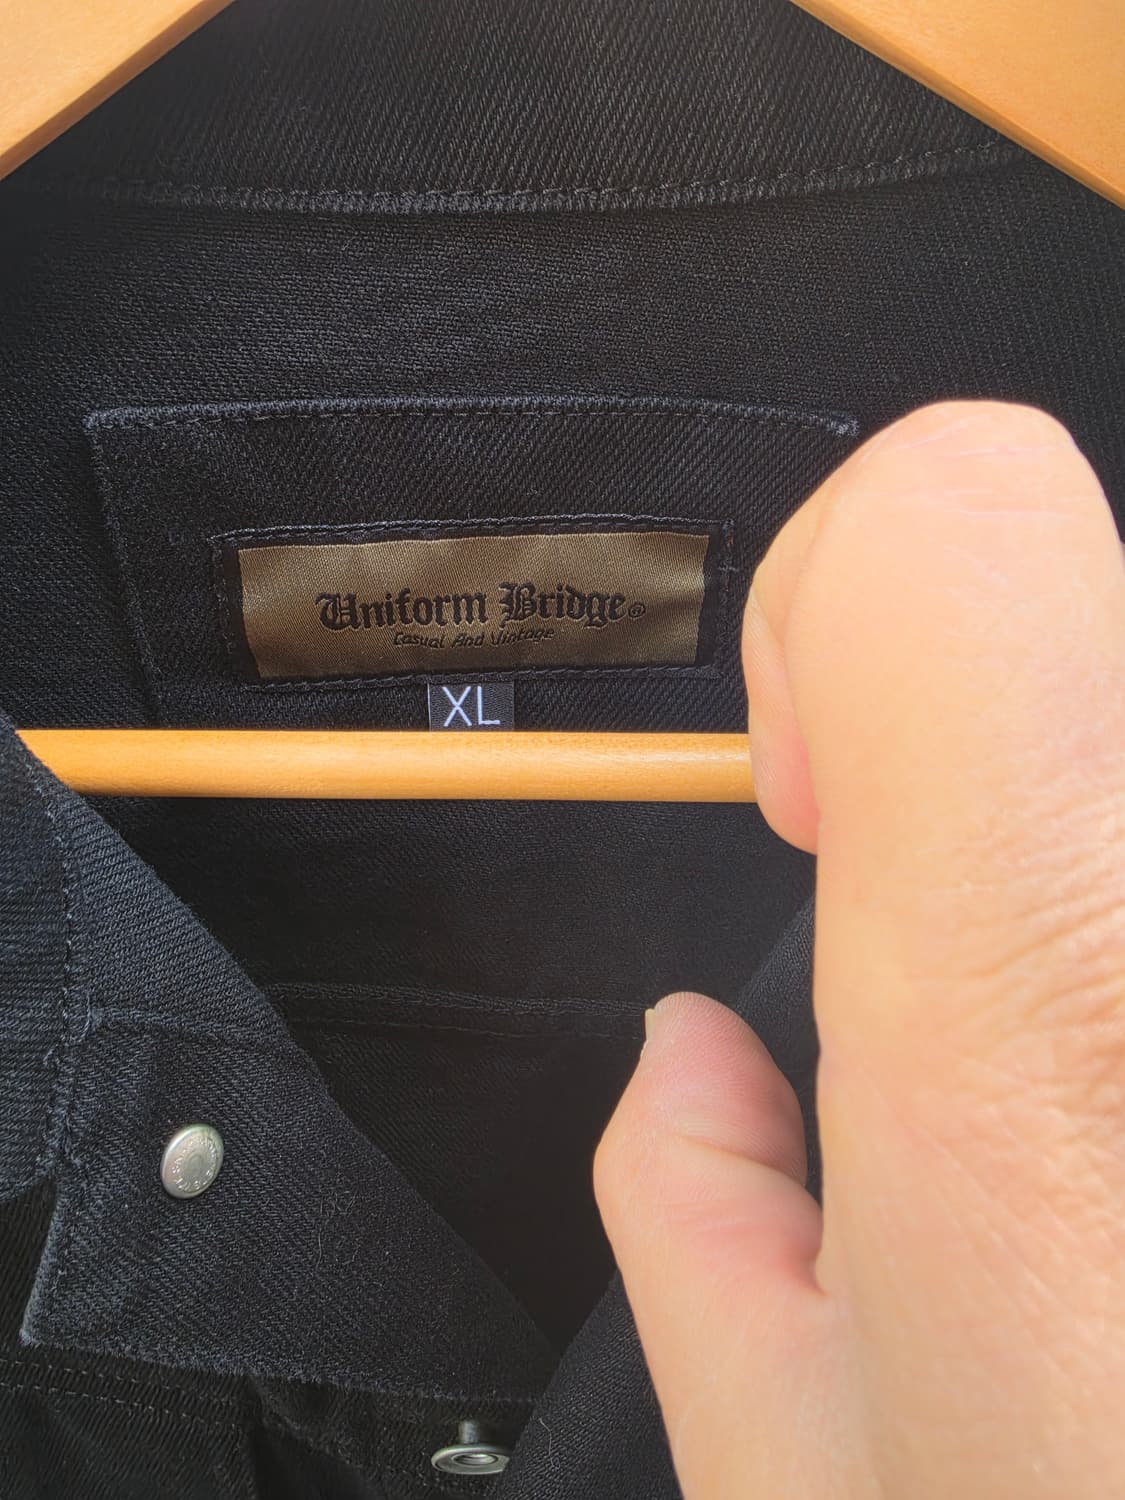 Uniform Bridge®
Casual And Vintage
XL